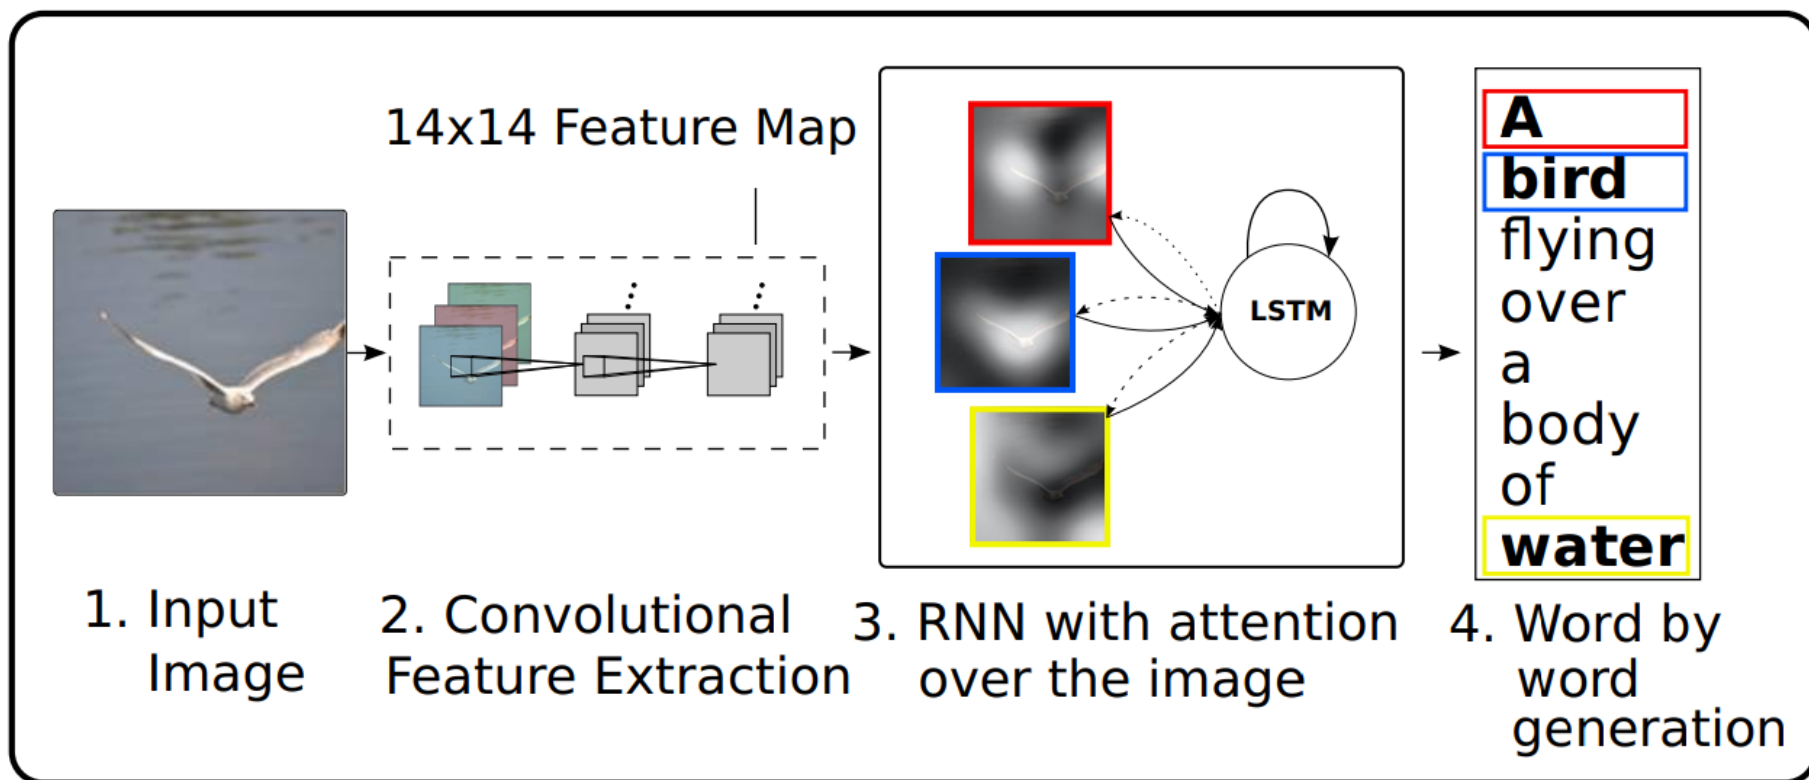 14x14 Feature Map
LSTM
A
bird
flying
over
a
body
of
water
1. Input
Image
2. Convolutional
Feature Extraction
3. RNN with attention
over the image
4. Word by
word
generation